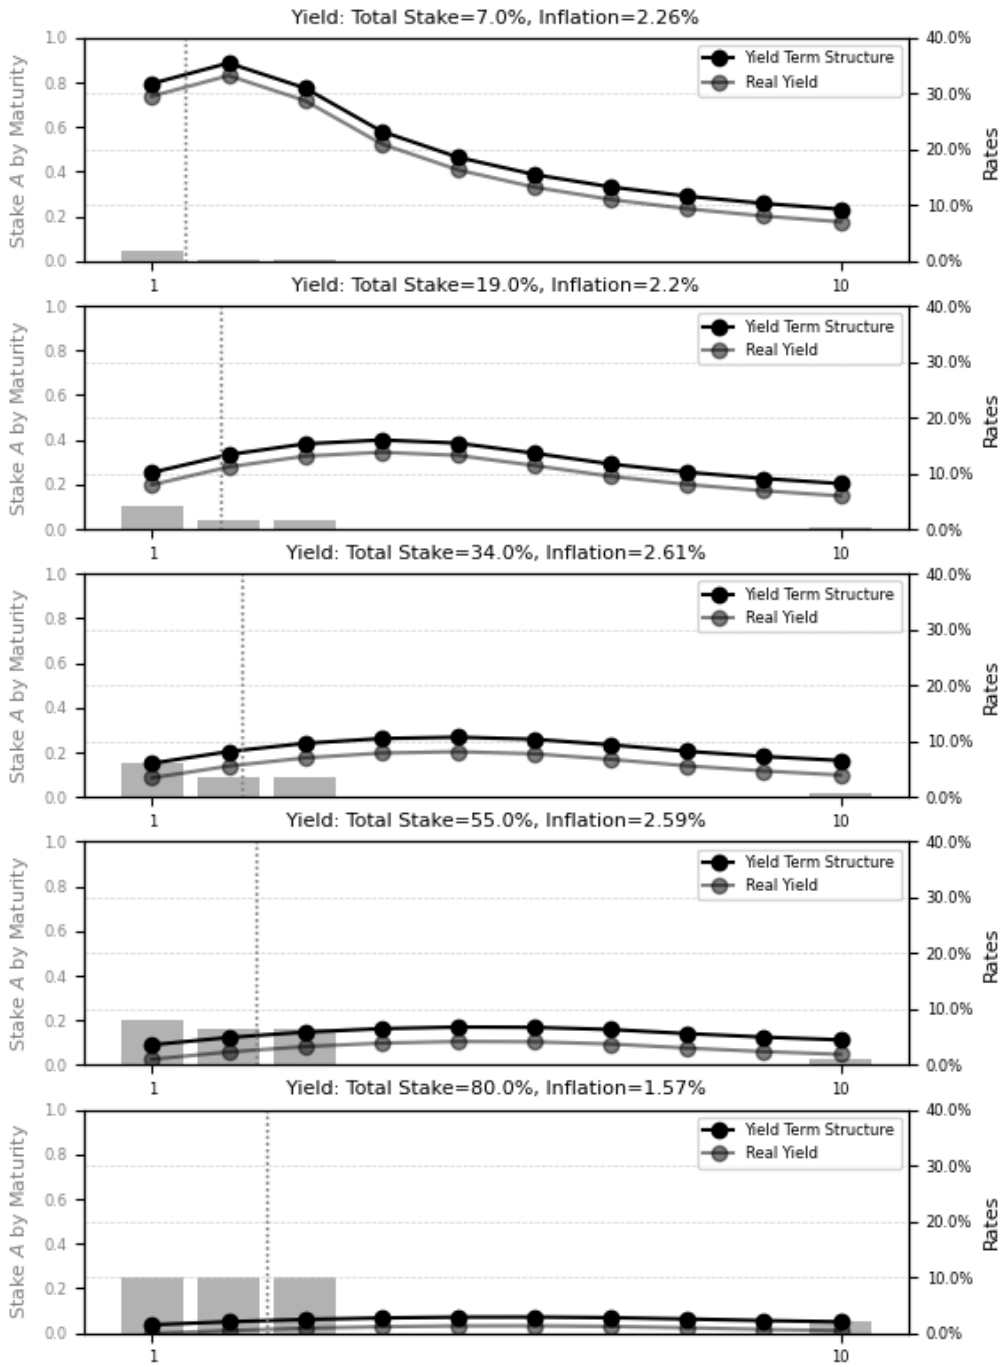 Yield: Total Stake=7.0%, Inflation=2.26%
1.0
0.8
0.6
0.4
0.2
0.0
Stake A by Maturity
Yield Term Structure
Real Yield
40.0%
30.0%
20.0%
10.0%
0.0%
Rates
1
10
Yield: Total Stake=19.0%, Inflation=2.2%
1.0
0.8
0.6
0.4
0.2
0.0
Stake A by Maturity
Yield Term Structure
Real Yield
40.0%
30.0%
20.0%
10.0%
0.0%
Rates
1
10
Yield: Total Stake=34.0%, Inflation=2.61%
1.0
0.8
0.6
0.4
0.2
0.0
Stake A by Maturity
Yield Term Structure
Real Yield
40.0%
30.0%
20.0%
10.0%
0.0%
Rates
1
10
Yield: Total Stake=55.0%, Inflation=2.59%
1.0
0.8
0.6
0.4
0.2
0.0
Stake A by Maturity
Yield Term Structure
Real Yield
40.0%
30.0%
20.0%
10.0%
0.0%
Rates
1
10
Yield: Total Stake=80.0%, Inflation=1.57%
1.0
0.8
0.6
0.4
0.2
0.0
Stake A by Maturity
Yield Term Structure
Real Yield
40.0%
30.0%
20.0%
10.0%
0.0%
Rates
1
10